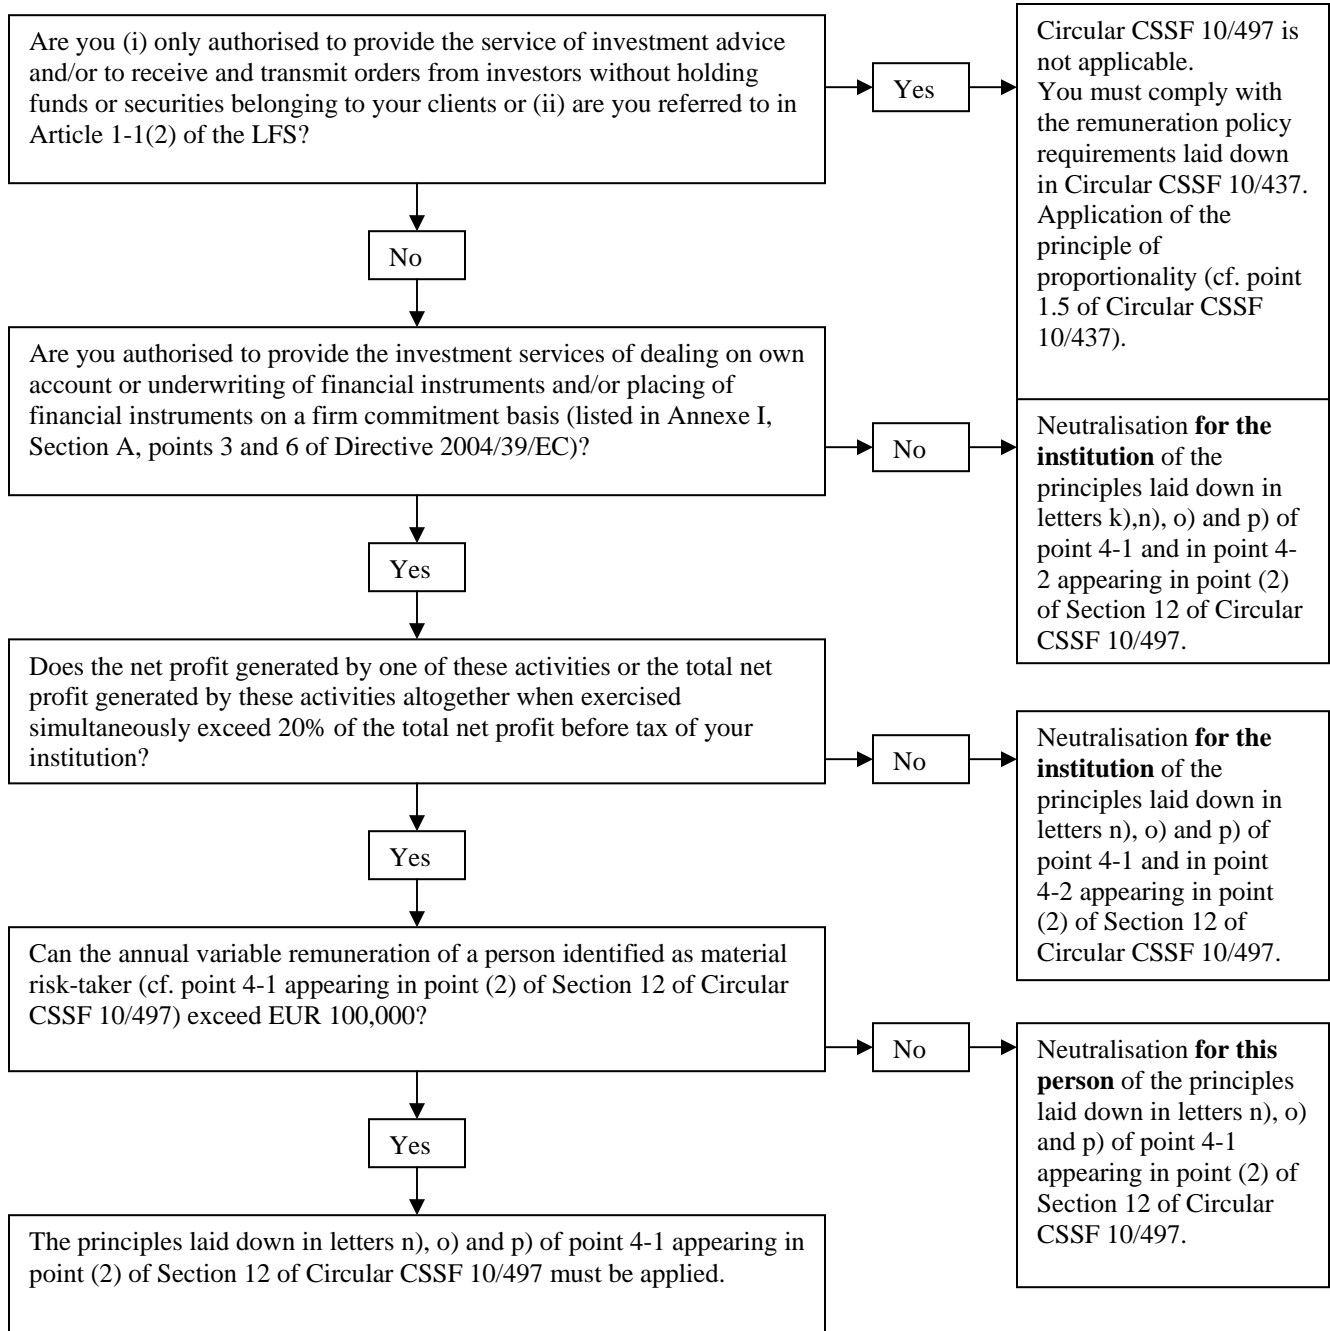 Are you (i) only authorised to provide the service of investment advice
and/or to receive and transmit orders from investors without holding
funds or securities belonging to your clients or (ii) are you referred to in
Article 1-1(2) of the LFS?
Yes
Circular CSSF 10/497 is
not applicable.
You must comply with
the remuneration policy
requirements laid down
in Circular CSSF 10/437.
Application of the
principle of
proportionality (cf. point
1.5 of Circular CSSF
10/437).
No
Are you authorised to provide the investment services of dealing on own
account or underwriting of financial instruments and/or placing of
financial instruments on a firm commitment basis (listed in Annexe I,
Section A, points 3 and 6 of Directive 2004/39/EC)?
No
Neutralisation for the
institution of the
principles laid down in
letters k),n), o) and p) of
point 4-1 and in point 4-
2 appearing in point (2)
of Section 12 of Circular
CSSF 10/497.
Yes
Does the net profit generated by one of these activities or the total net
profit generated by these activities altogether when exercised
simultaneously exceed 20% of the total net profit before tax of your
institution?
No
Neutralisation for the
institution of the
principles laid down in
letters n), o) and p) of
point 4-1 and in point
4-2 appearing in point
(2) of Section 12 of
Circular CSSF 10/497.
Yes
Can the annual variable remuneration of a person identified as material
risk-taker (cf. point 4-1 appearing in point (2) of Section 12 of Circular
CSSF 10/497) exceed EUR 100,000?
No
Neutralisation for this
person of the principles
laid down in letters n), o)
and p) of point 4-1
appearing in point (2) of
Section 12 of Circular
CSSF 10/497.
Yes
The principles laid down in letters n), o) and p) of point 4-1 appearing in
point (2) of Section 12 of Circular CSSF 10/497 must be applied.